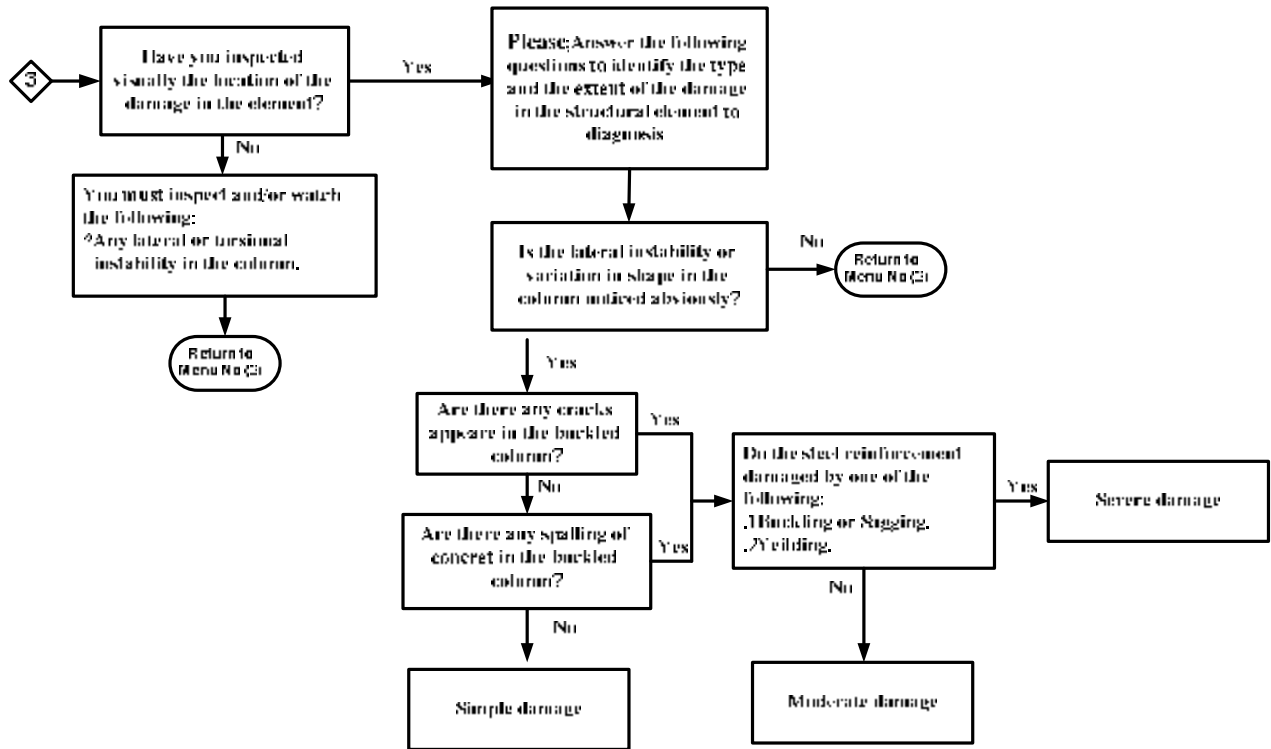 3
Have you inspected
visually the location of the
damage in the element?
Yes
No
You must inspect and/or watch
the following:
*Any lateral or torsional
instability in the column.
Return to
Menu No
Please;Answer the following
questions to identify the type
and the extent of the damage
in the structural element to
diagnosis
Is the lateral instability or
variation in shape in the
column noticed abviously?
No
Return to
Menu No
Yes
Are there any cracks
appeare in the buckled
column?
Yes
No
Are there any spalling of
concret in the buckled
column?
Yes
No
Simple damage
Do the steel reinforcement
damaged by one of the
following:
.1Buckling or Sagging.
.2Yeilding.
Yes
Severe damage
No
Moderate damage